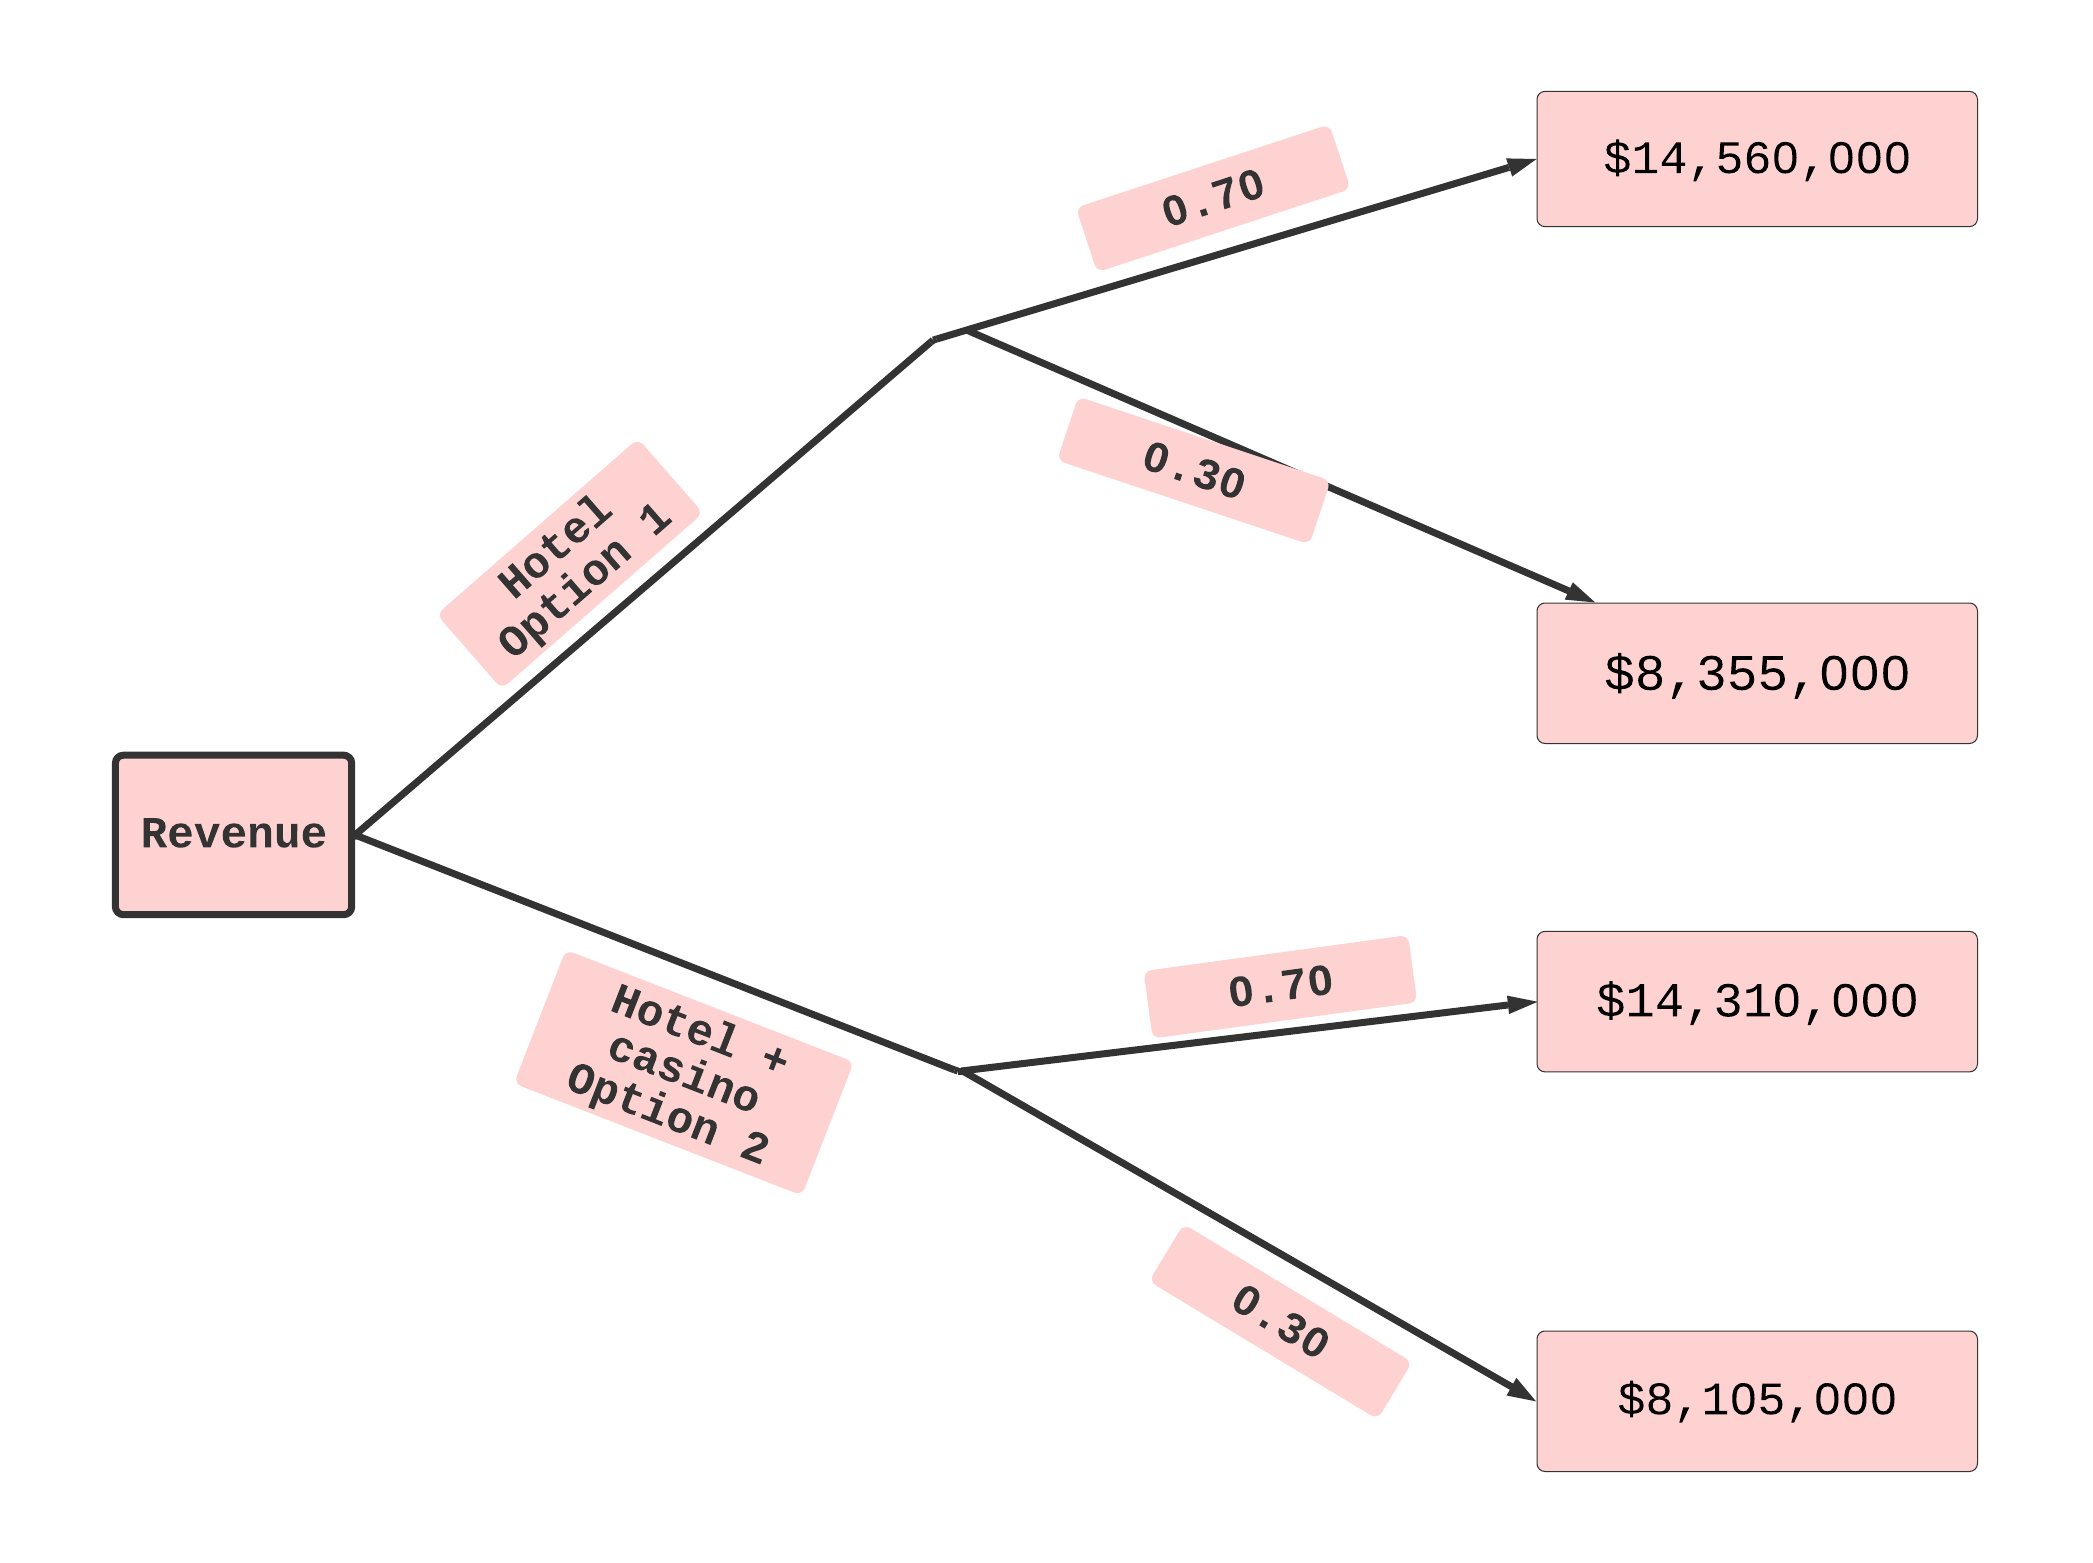 0.70
$14,560,000
0.30
Hotel
Option 1
$8,355,000
Revenue
0.70
$14,310,000
Hotel +
casino
Option 2
0.30
$8,105,000